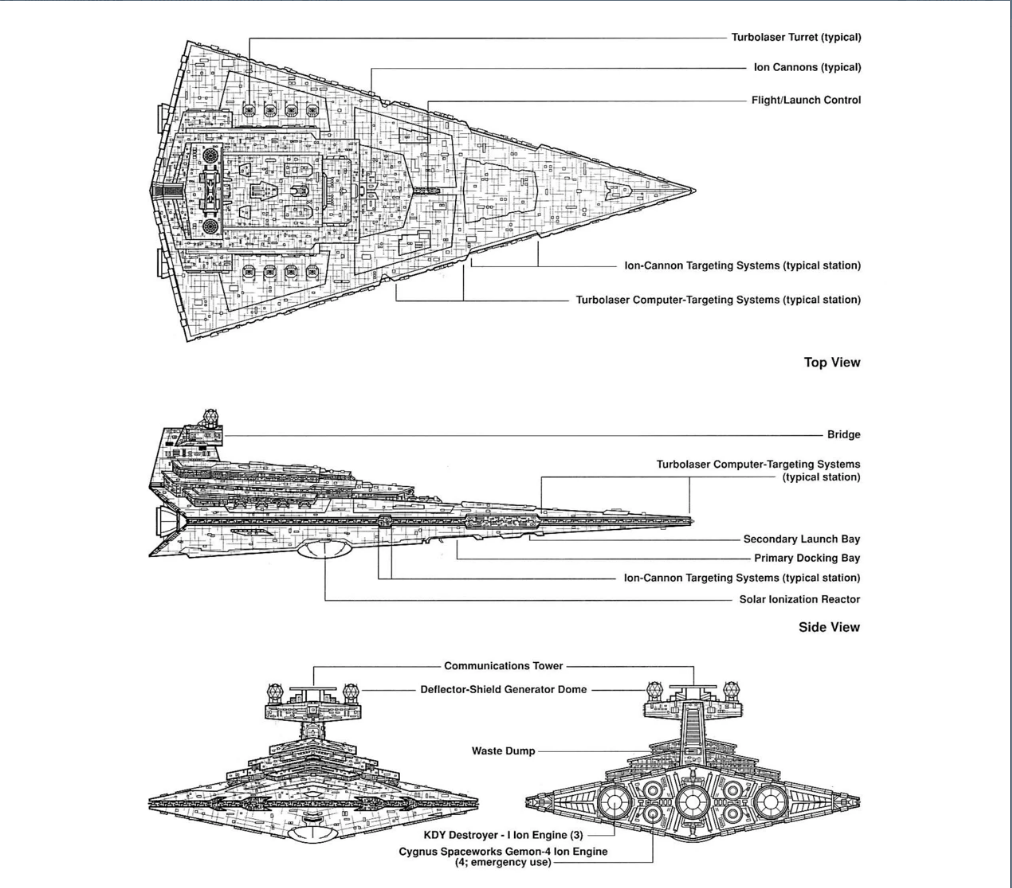 Turbolaser Turret (typical)
Ion Cannons (typical)
Flight/Launch Control
Ion-Cannon Targeting Systems (typical station)
Turbolaser Computer-Targeting Systems (typical station)
Top View
Bridge
Turbolaser Computer-Targeting Systems
(typical station)
Secondary Launch Bay
Primary Docking Bay
Ion-Cannon Targeting Systems (typical station)
Solar Ionization Reactor
Side View
Communications Tower
Deflector-Shield Generator Dome
Waste Dump
KDY Destroyer - I Ion Engine (3)
Cygnus Spaceworks Gemon-4 Ion Engine
(4; emergency use)